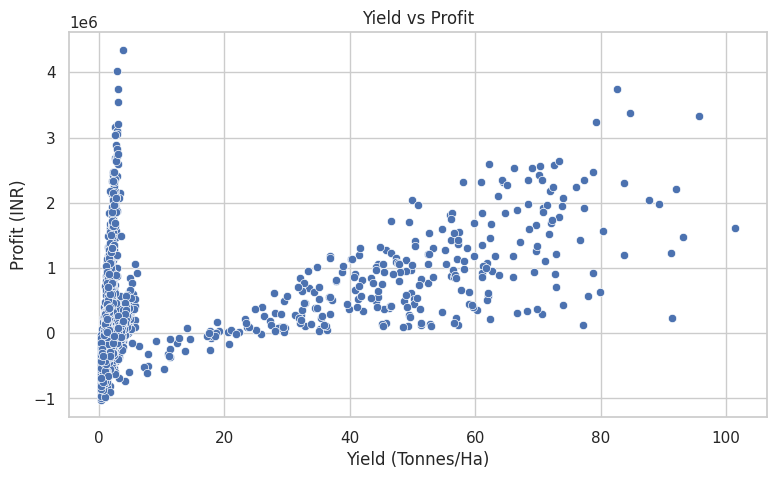 Yield vs Profit
1e6
4
3
2
1
0
−1
Profit (INR)
0 20 40 60 80 100
Yield (Tonnes/Ha)